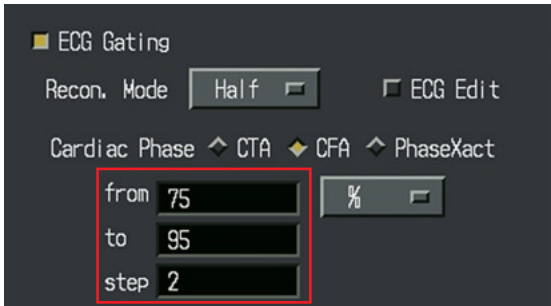 ECG Gating
Recon. Mode Half ECG Edit
Cardiac Phase CTA CFA PhaseXact
from 75 %
to 95
step 2